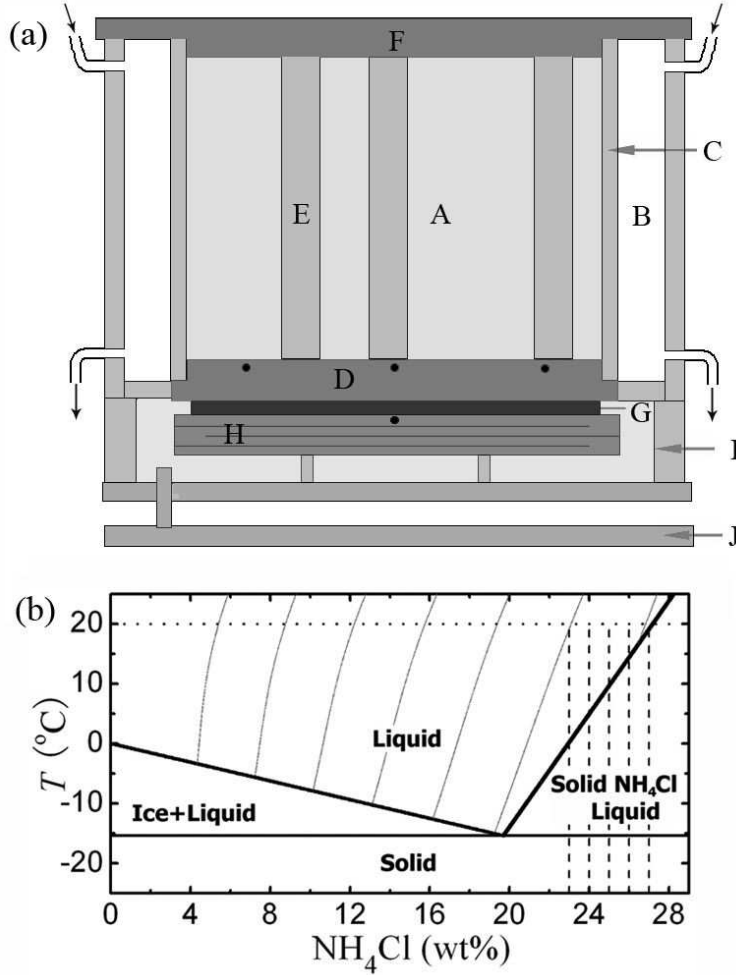 (a)
F
C
E
A
B
D
G
H
I
J
(b)
20
10
0
-10
-20
T (°C)
Liquid
Solid NH₄Cl
Liquid
Ice+Liquid
Solid
0 4 8 12 16 20 24 28
NH₄Cl (wt%)